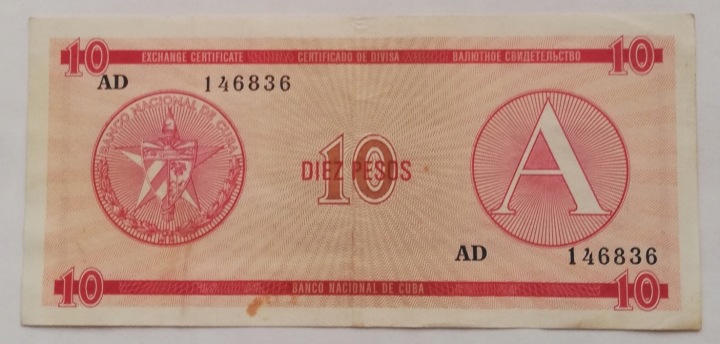 10 EXCHANGE CERTIFICATE CERTIFICADO DE DIVISA ВАЛЮТНОЕ СВИДЕТЕЛЬСТВО 10
AD 146836
BANCO NACIONAL DE CUBA
10
DIEZ PESOS
A
AD 146836
10 BANCO NACIONAL DE CUBA 10